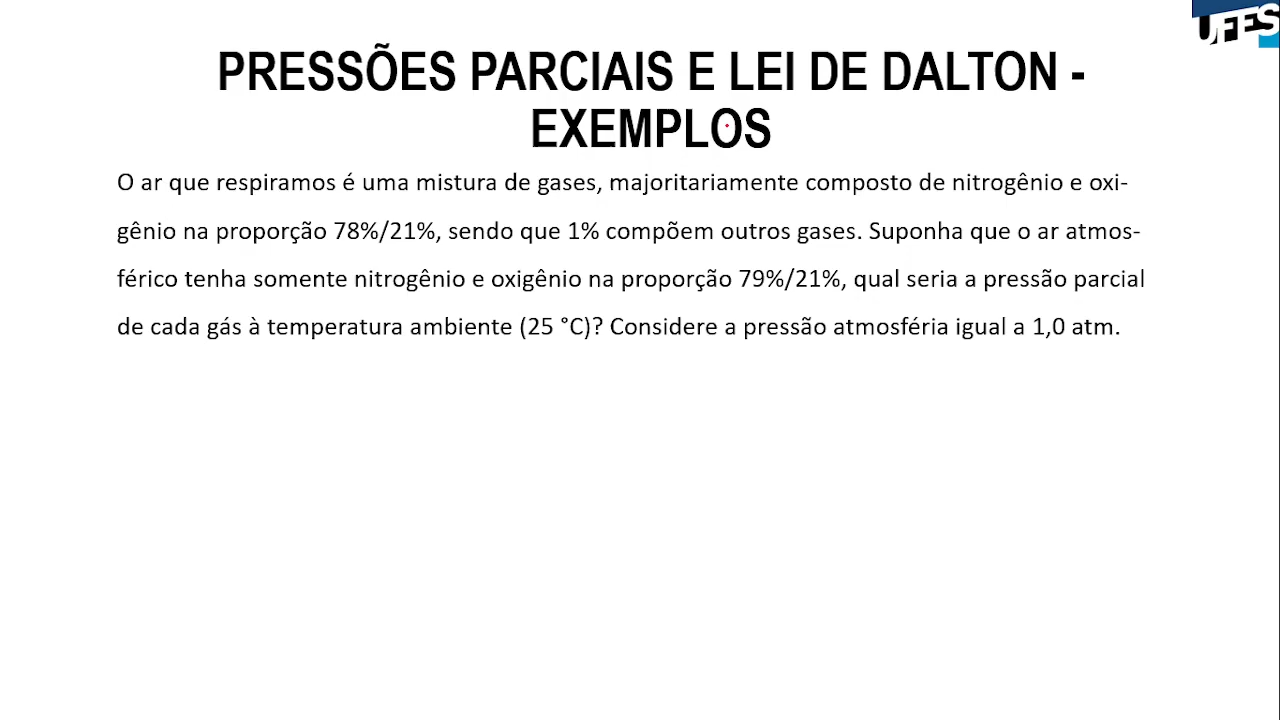 UFES
PRESSÕES PARCIAIS E LEI DE DALTON -
EXEMPLOS
O ar que respiramos é uma mistura de gases, majoritariamente composto de nitrogênio e oxi-
gênio na proporção 78%/21%, sendo que 1% compõem outros gases. Suponha que o ar atmos-
férico tenha somente nitrogênio e oxigênio na proporção 79%/21%, qual seria a pressão parcial
de cada gás à temperatura ambiente (25 °C)? Considere a pressão atmosféria igual a 1,0 atm.